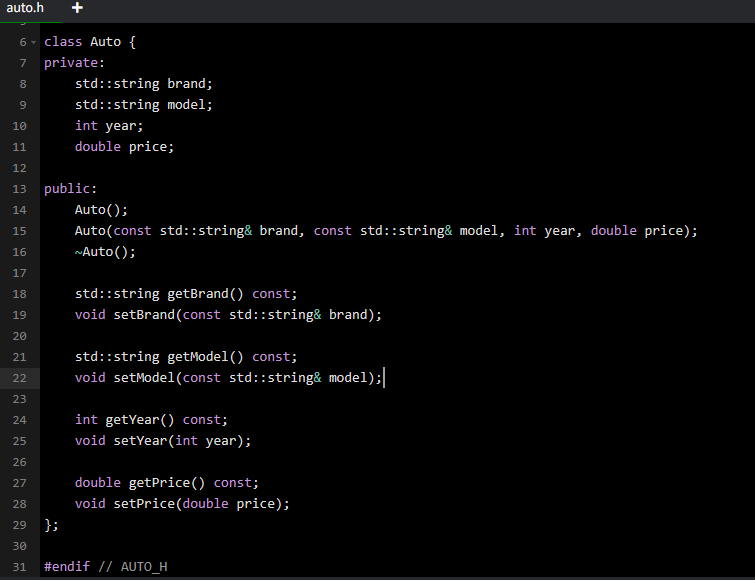 auto.h +
6 class Auto {
7 private:
8     std::string brand;
9     std::string model;
10     int year;
11     double price;
12
13 public:
14     Auto();
15     Auto(const std::string& brand, const std::string& model, int year, double price);
16     ~Auto();
17
18     std::string getBrand() const;
19     void setBrand(const std::string& brand);
20
21     std::string getModel() const;
22     void setModel(const std::string& model);
23
24     int getYear() const;
25     void setYear(int year);
26
27     double getPrice() const;
28     void setPrice(double price);
29 };
30
31 #endif // AUTO_H